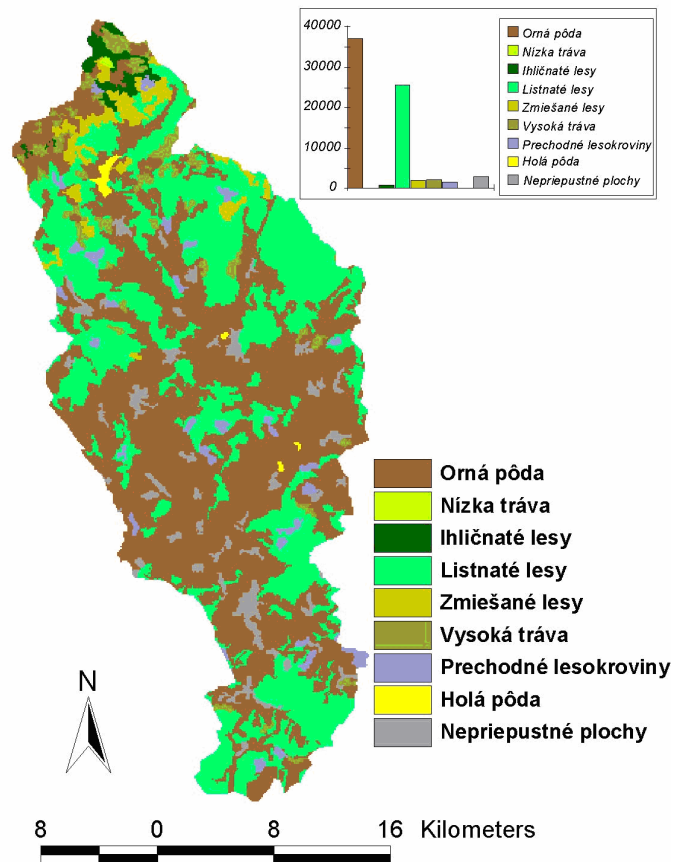 40000
30000
20000
10000
0
Orná pôda
Nízka tráva
Ihličnaté lesy
Listnaté lesy
Zmiešané lesy
Vysoká tráva
Prechodné lesokroviny
Holá pôda
Nepriepustné plochy
Orná pôda
Nízka tráva
Ihličnaté lesy
Listnaté lesy
Zmiešané lesy
Vysoká tráva
Prechodné lesokroviny
Holá pôda
Nepriepustné plochy
N
8 0 8 16 Kilometers